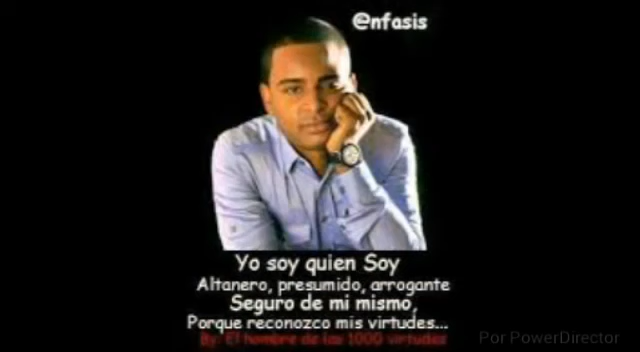 @nfasis
Yo soy quien Soy
Altanero, presumido, arrogante
Seguro de mi mismo,
Porque reconozco mis virtudes...
By: El hombre de las 1000 virtudes
Por PowerDirector